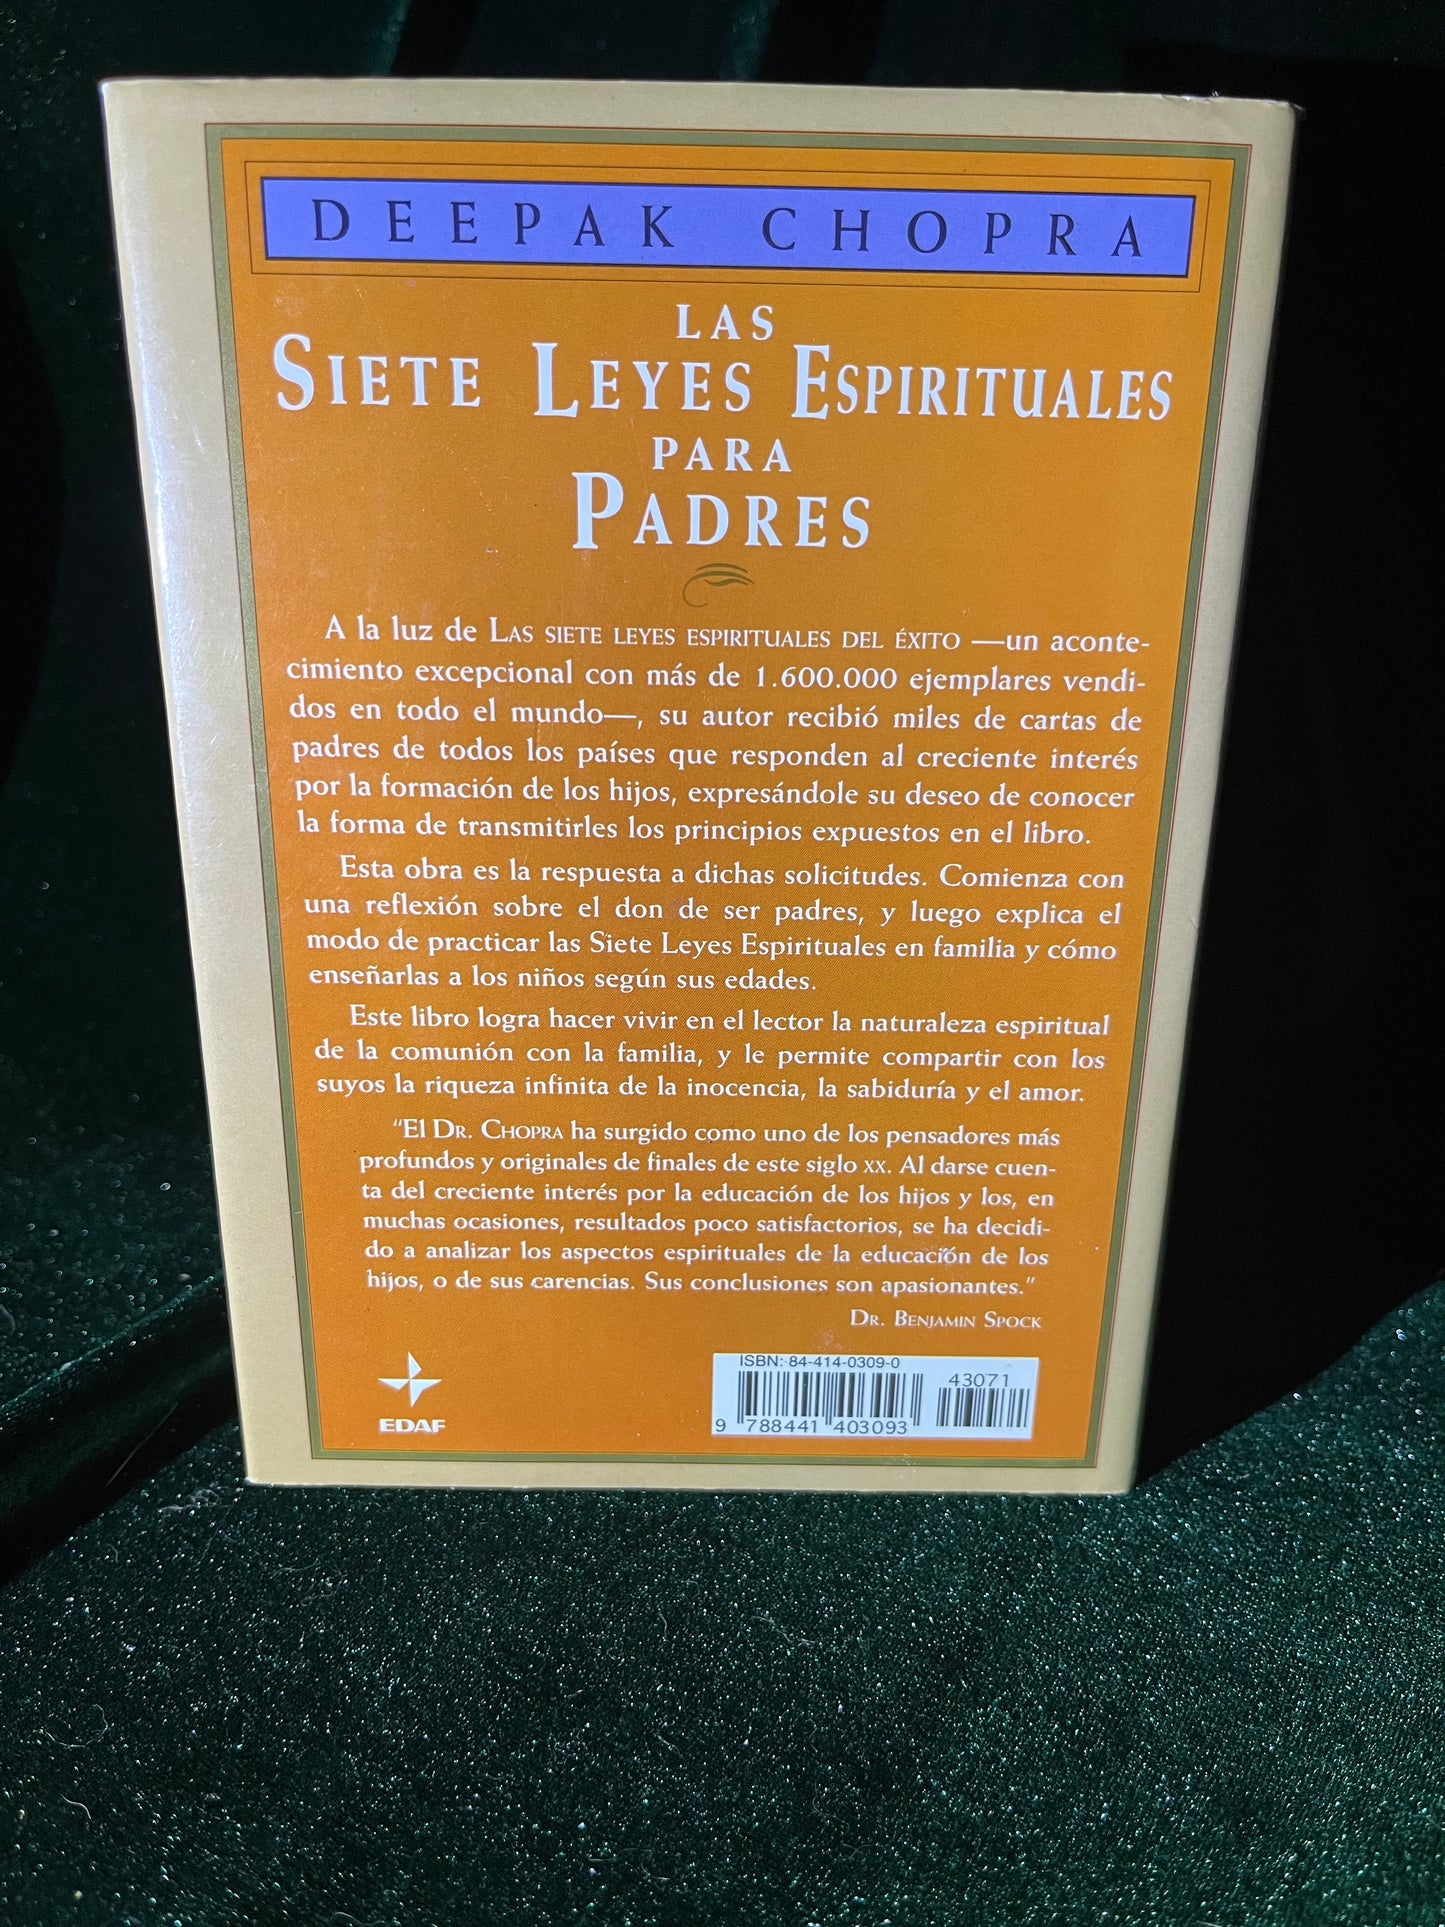 DEEPAK CHOPRA
LAS
SIETE LEYES ESPIRITUALES
PARA
PADRES
A la luz de LAS SIETE LEYES ESPIRITUALES DEL ÉXITO —un aconte-
cimiento excepcional con más de 1.600.000 ejemplares vendi-
dos en todo el mundo—, su autor recibió miles de cartas de
padres de todos los países que responden al creciente interés
por la formación de los hijos, expresándole su deseo de conocer
la forma de transmitirles los principios expuestos en el libro.
Esta obra es la respuesta a dichas solicitudes. Comienza con
una reflexión sobre el don de ser padres, y luego explica el
modo de practicar las Siete Leyes Espirituales en familia y cómo
enseñarlas a los niños según sus edades.
Este libro logra hacer vivir en el lector la naturaleza espiritual
de la comunión con la familia, y le permite compartir con los
suyos la riqueza infinita de la inocencia, la sabiduría y el amor.
"El DR. CHOPRA ha surgido como uno de los pensadores más
profundos y originales de finales de este siglo XX. Al darse cuen-
ta del creciente interés por la educación de los hijos y los, en
muchas ocasiones, resultados poco satisfactorios, se ha decidi-
do a analizar los aspectos espirituales de la educación de los
hijos, o de sus carencias. Sus conclusiones son apasionantes."
DR. BENJAMIN SPOCK
EDAF
ISBN: 84-414-0309-0
43071
9 788441 403093